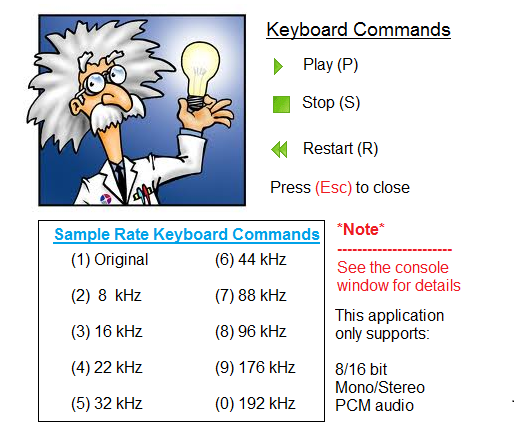 Keyboard Commands
Play (P)
Stop (S)
Restart (R)
Press (Esc) to close
Sample Rate Keyboard Commands
(1) Original
(6) 44 kHz
(2) 8 kHz
(7) 88 kHz
(3) 16 kHz
(8) 96 kHz
(4) 22 kHz
(9) 176 kHz
(5) 32 kHz
(0) 192 kHz
*Note*
-----------------------
See the console
window for details
This application
only supports:
8/16 bit
Mono/Stereo
PCM audio